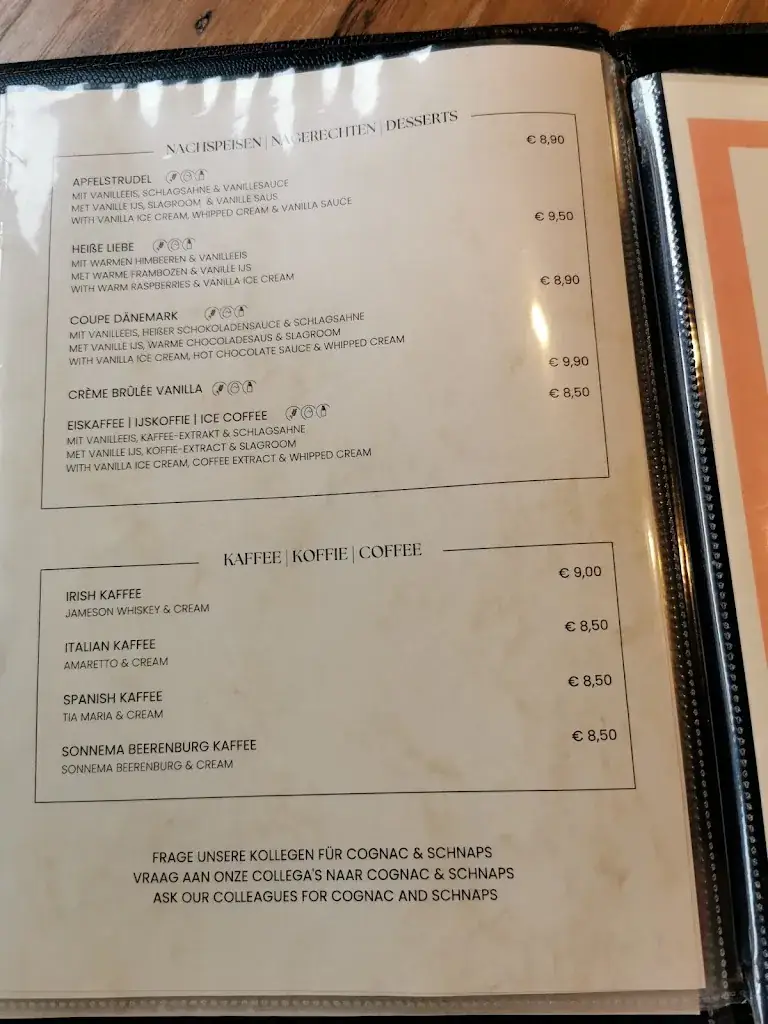 NACHSPEISEN | NAGERECHTEN | DESSERTS
APFELSTRUDEL € 8,90
MIT VANILLEEIS, SCHLAGSAHNE & VANILLESAUCE
MET VANILLE IJS, SLAGROOM & VANILLE SAUS
WITH VANILLA ICE CREAM, WHIPPED CREAM & VANILLA SAUCE
HEIßE LIEBE € 9,50
MIT WARMEN HIMBEEREN & VANILLEEIS
MET WARME FRAMBOZEN & VANILLE IJS
WITH WARM RASPBERRIES & VANILLA ICE CREAM
COUPE DÄNEMARK € 8,90
MIT VANILLEEIS, HEIßER SCHOKOLADENSAUCE & SCHLAGSAHNE
MET VANILLE IJS, WARME CHOCOLADESAUS & SLAGROOM
WITH VANILLA ICE CREAM, HOT CHOCOLATE SAUCE & WHIPPED CREAM
CRÈME BRÛLÉE VANILLA € 9,90
EISKAFFEE | IJSKOFFIE | ICE COFFEE € 8,50
MIT VANILLEEIS, KAFFEE-EXTRAKT & SCHLAGSAHNE
MET VANILLE IJS, KOFFIE-EXTRACT & SLAGROOM
WITH VANILLA ICE CREAM, COFFEE EXTRACT & WHIPPED CREAM
KAFFEE | KOFFIE | COFFEE
IRISH KAFFEE € 9,00
JAMESON WHISKEY & CREAM
ITALIAN KAFFEE € 8,50
AMARETTO & CREAM
SPANISH KAFFEE € 8,50
TIA MARIA & CREAM
SONNEMA BEERENBURG KAFFEE € 8,50
SONNEMA BEERENBURG & CREAM
FRAGE UNSERE KOLLEGEN FÜR COGNAC & SCHNAPS
VRAAG AAN ONZE COLLEGA'S NAAR COGNAC & SCHNAPS
ASK OUR COLLEAGUES FOR COGNAC AND SCHNAPS